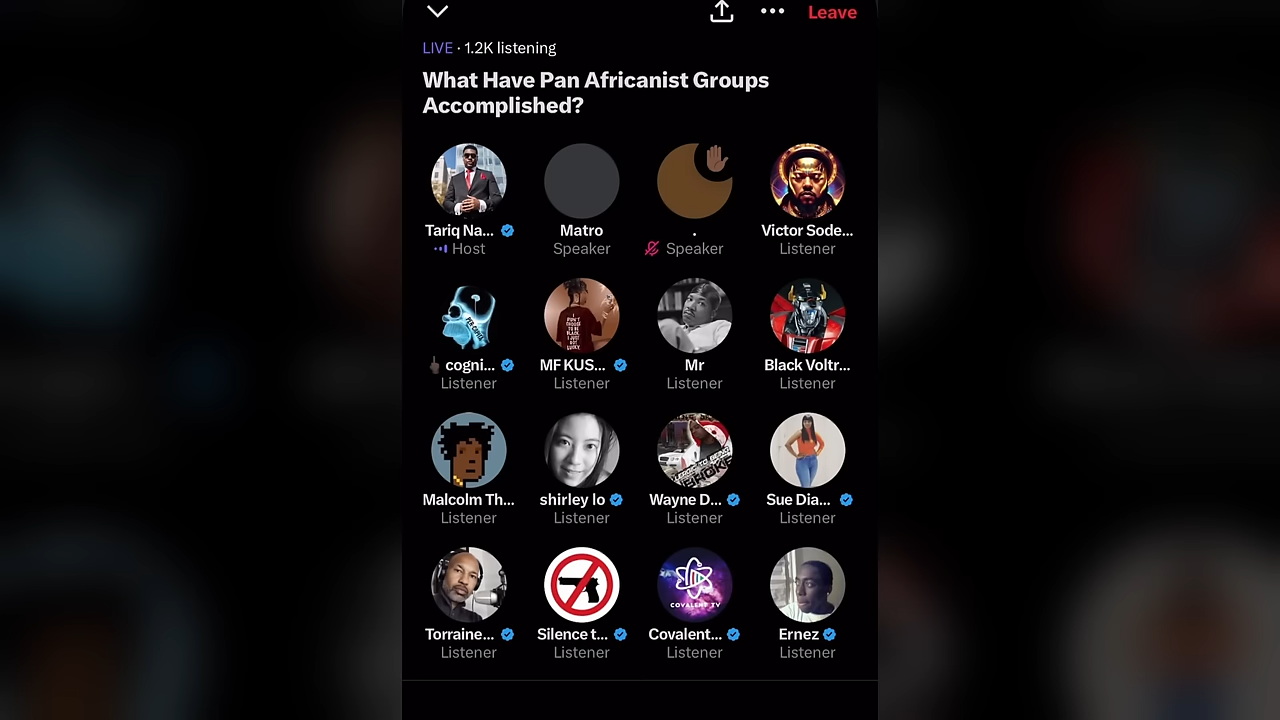 Leave
LIVE · 1.2K listening
What Have Pan Africanist Groups
Accomplished?
Tariq Na... Matro . Victor Sode...
Host Speaker Speaker Listener
cogni... MF KUS... Mr Black Voltr...
Listener Listener Listener Listener
Malcolm Th... shirley lo Wayne D... Sue Dia...
Listener Listener Listener Listener
COVALENT TV
Torraine... Silence t... Covalent... Ernez
Listener Listener Listener Listener